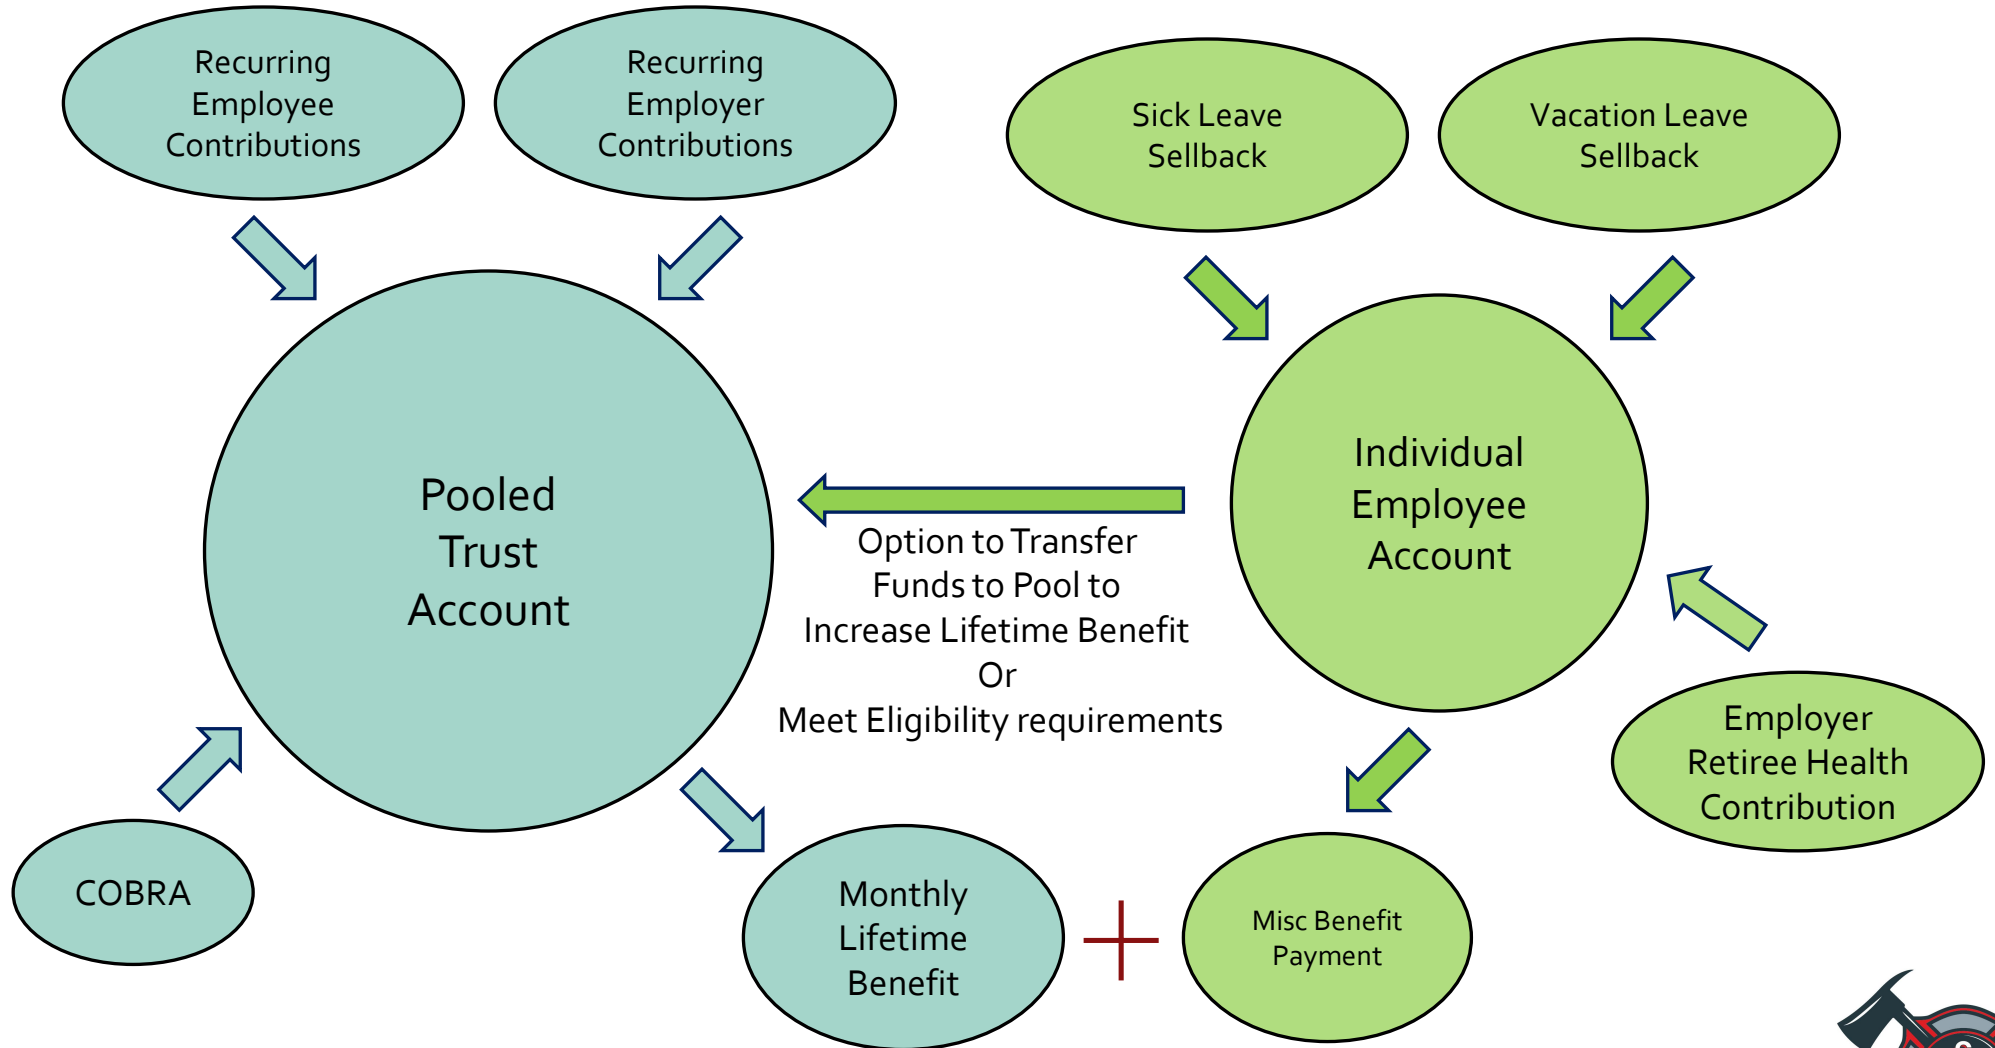 Recurring
Employee
Contributions
Recurring
Employer
Contributions
Sick Leave
Sellback
Vacation Leave
Sellback
Pooled
Trust
Account
Option to Transfer
Funds to Pool to
Increase Lifetime Benefit
Or
Meet Eligibility requirements
Individual
Employee
Account
Employer
Retiree Health
Contribution
COBRA
Monthly
Lifetime
Benefit
Misc Benefit
Payment